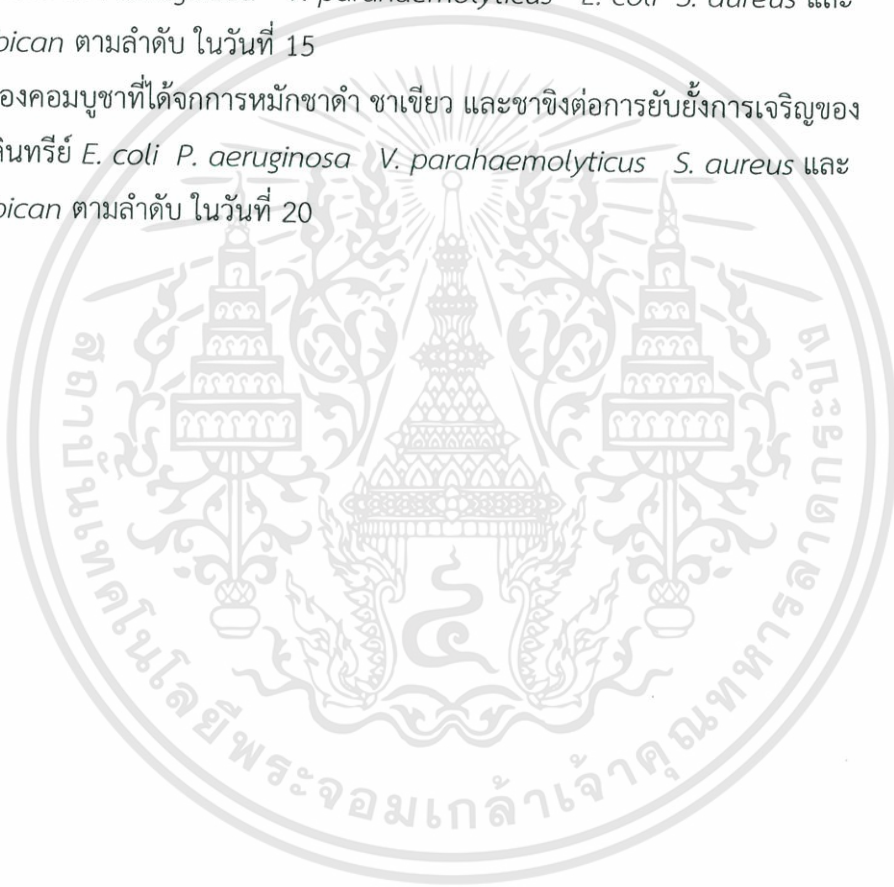 V. parahaemolyticus E. coli S. aureus และ
bican ตามลำดับ ในวันที่ 15
องคอมบูชาที่ได้จกการหมักชาดำ ชาเขียว และชาขิงต่อการยับยั้งการเจริญของ
ลินทรีย์ E. coli P. aeruginosa V. parahaemolyticus S. aureus และ
bican ตามลำดับ ในวันที่ 20
สถาบันเทคโนโลยีพระจอมเกล้าเจ้าคุณทหารลาดกระบัง